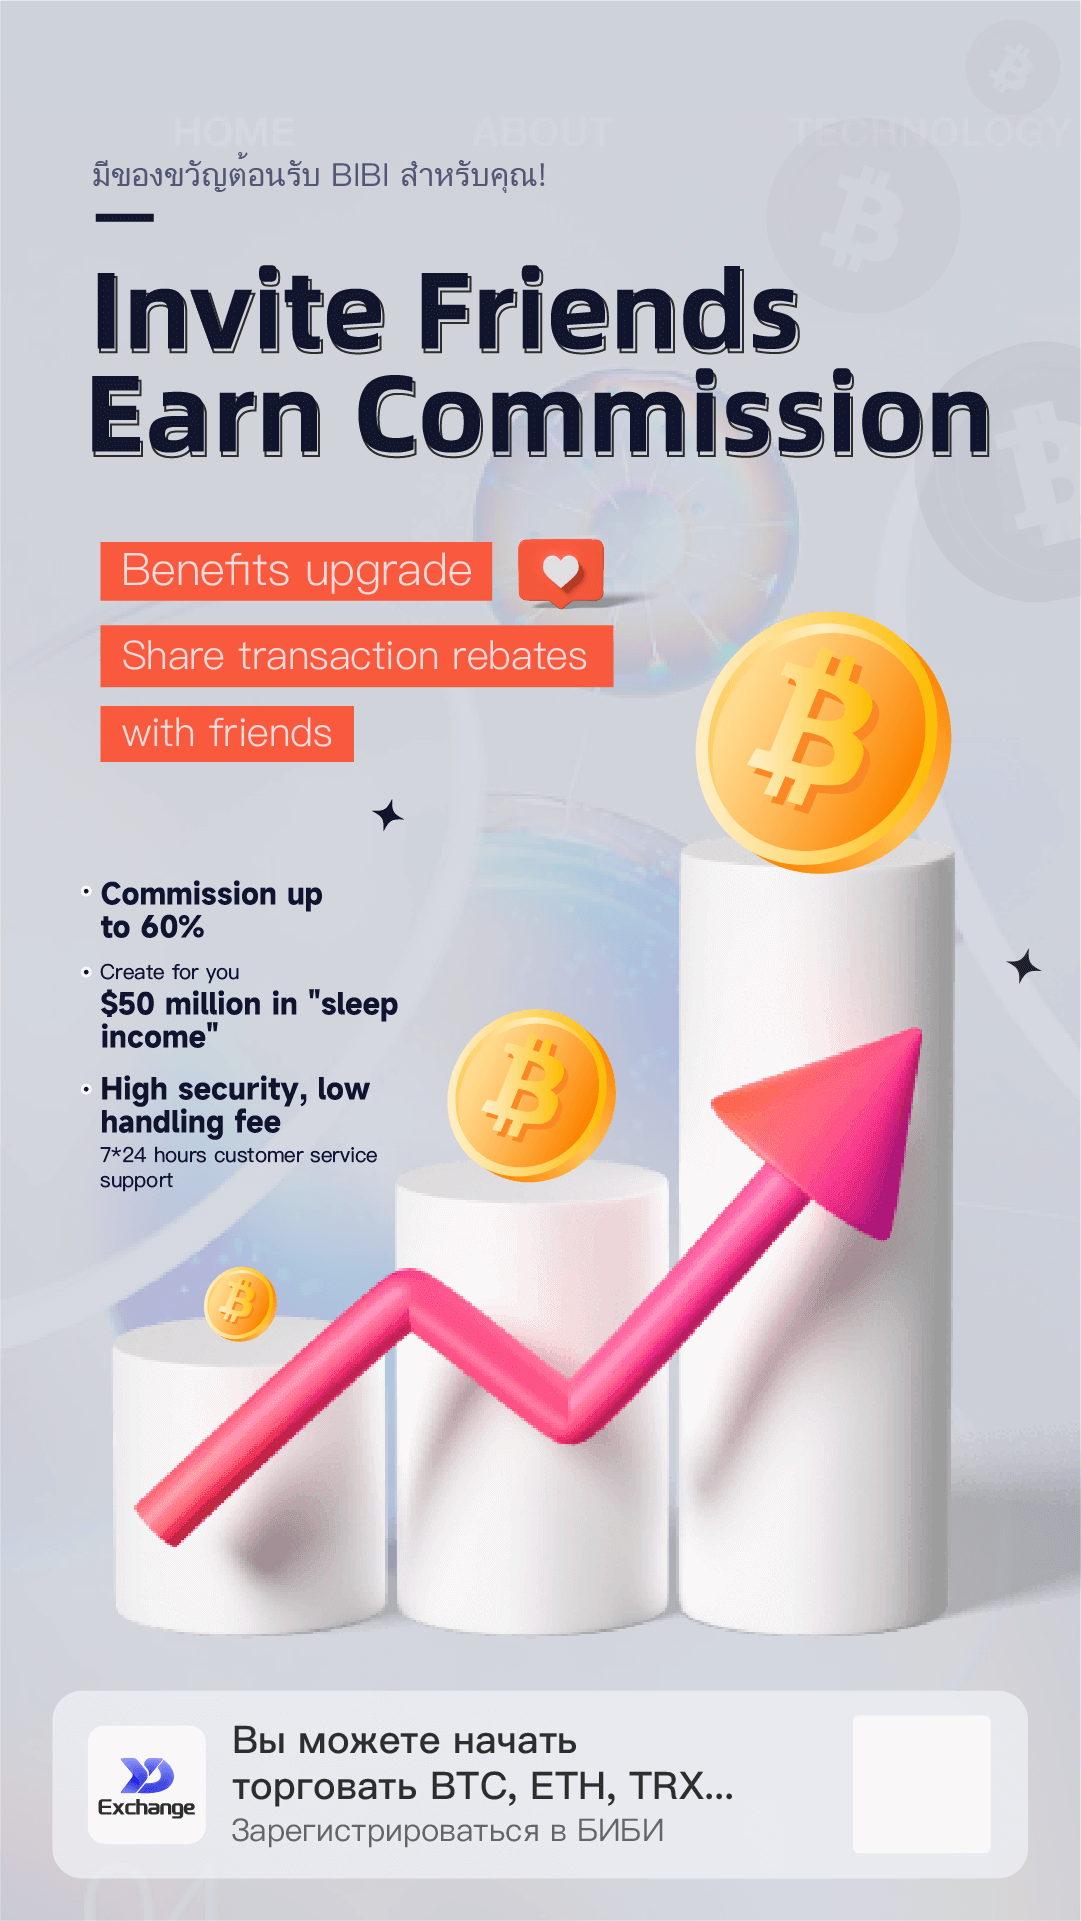 HOME ABOUT TECHNOLOGY
มีของขวัญต้อนรับ BIBI สำหรับคุณ!
Invite Friends
Earn Commission
Benefits upgrade
Share transaction rebates
with friends
Commission up
to 60%
Create for you
$50 million in "sleep
income"
High security, low
handling fee
7*24 hours customer service
support
Вы можете начать
торговать BTC, ETH, TRX...
Exchange
Зарегистрироваться в БИБИ
04